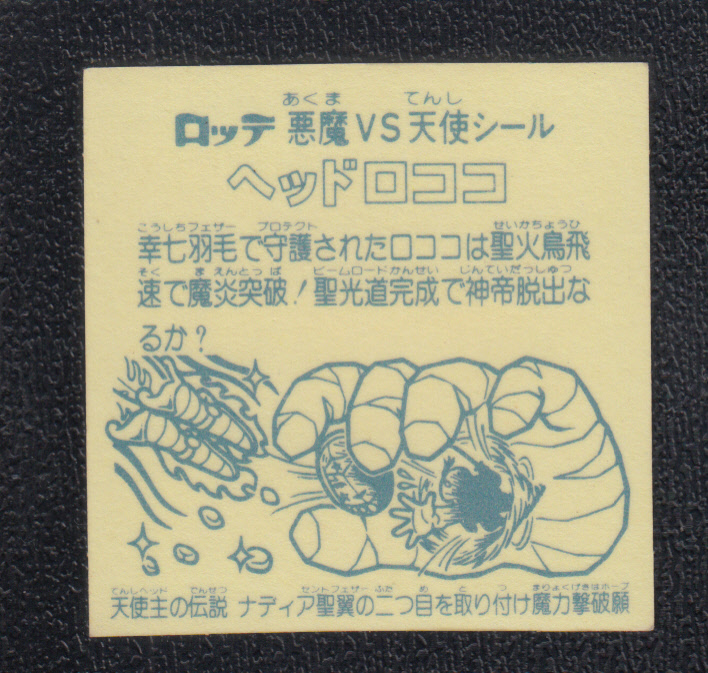 あくま てんし
ロッテ 悪魔VS天使シール
ヘッドロココ
こうしちフェザー プロテクト せいかちょうひ
幸七羽毛で守護されたロココは聖火鳥飛
そく まえんとっぱ ビームロードかんせい しんていだっしゅつ
速で魔炎突破！聖光道完成で神帝脱出な
るか？
てんしヘッド でんせつ セントフェザー ふた め と つ まりょくげきはホープ
天使主の伝説 ナディア聖翼の二つ目を取り付け魔力撃破願